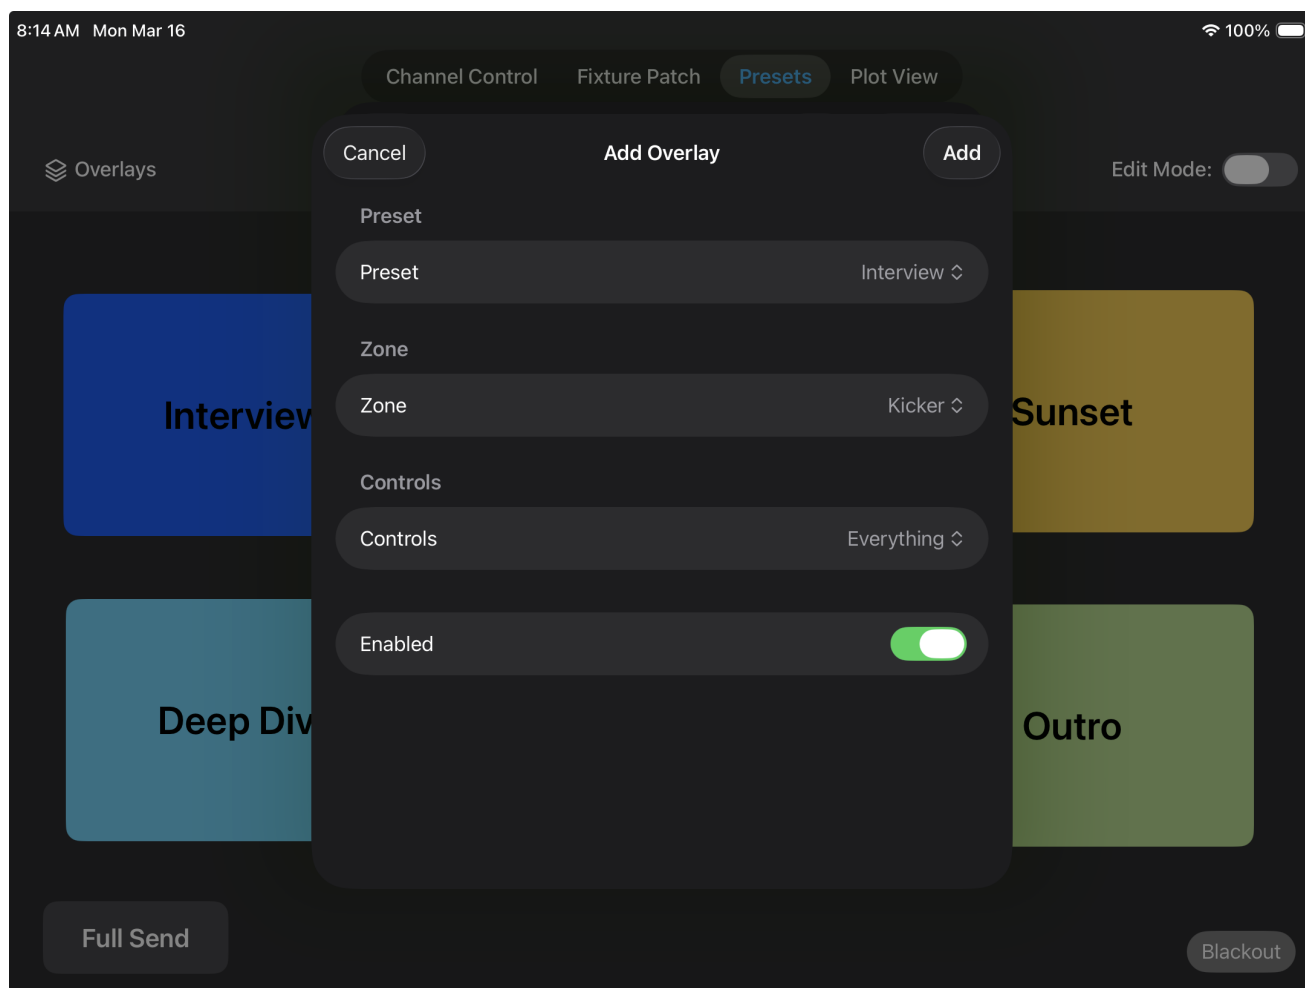 8:14 AM Mon Mar 16
100%
Channel Control Fixture Patch Presets Plot View
Cancel Add Overlay Add
Overlays
Edit Mode:
Preset
Preset Interview
Zone
Zone Kicker
Controls
Controls Everything
Enabled
Interview
Sunset
Deep Div
Outro
Full Send
Blackout